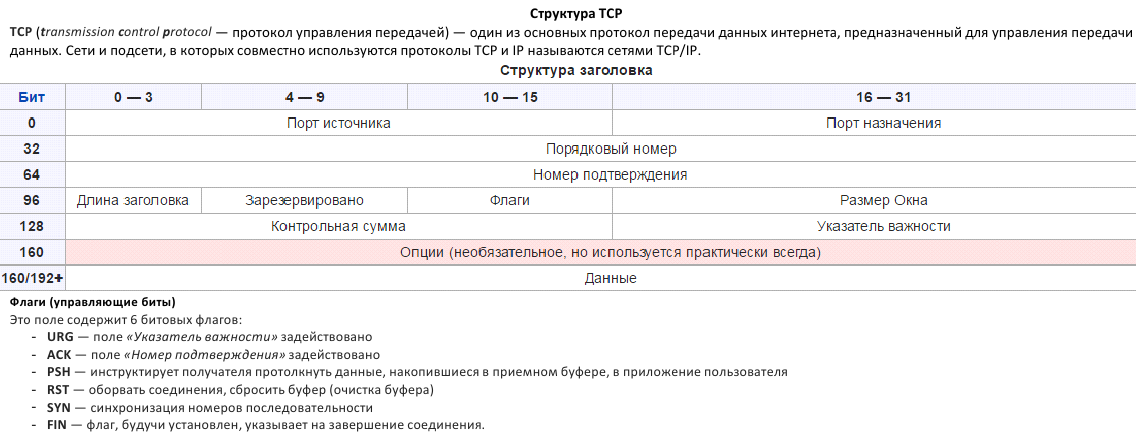 Структура TCP
TCP (transmission control protocol — протокол управления передачей) — один из основных протокол передачи данных интернета, предназначенный для управления передачи
данных. Сети и подсети, в которых совместно используются протоколы TCP и IP называются сетями TCP/IP.
Структура заголовка
Бит 0 — 3 4 — 9 10 — 15 16 — 31
0 Порт источника Порт назначения
32 Порядковый номер
64 Номер подтверждения
96 Длина заголовка Зарезервировано Флаги Размер Окна
128 Контрольная сумма Указатель важности
160 Опции (необязательное, но используется практически всегда)
160/192+ Данные
Флаги (управляющие биты)
Это поле содержит 6 битовых флагов:
- URG — поле «Указатель важности» задействовано
- ACK — поле «Номер подтверждения» задействовано
- PSH — инструктирует получателя протолкнуть данные, накопившиеся в приемном буфере, в приложение пользователя
- RST — оборвать соединения, сбросить буфер (очистка буфера)
- SYN — синхронизация номеров последовательности
- FIN — флаг, будучи установлен, указывает на завершение соединения.